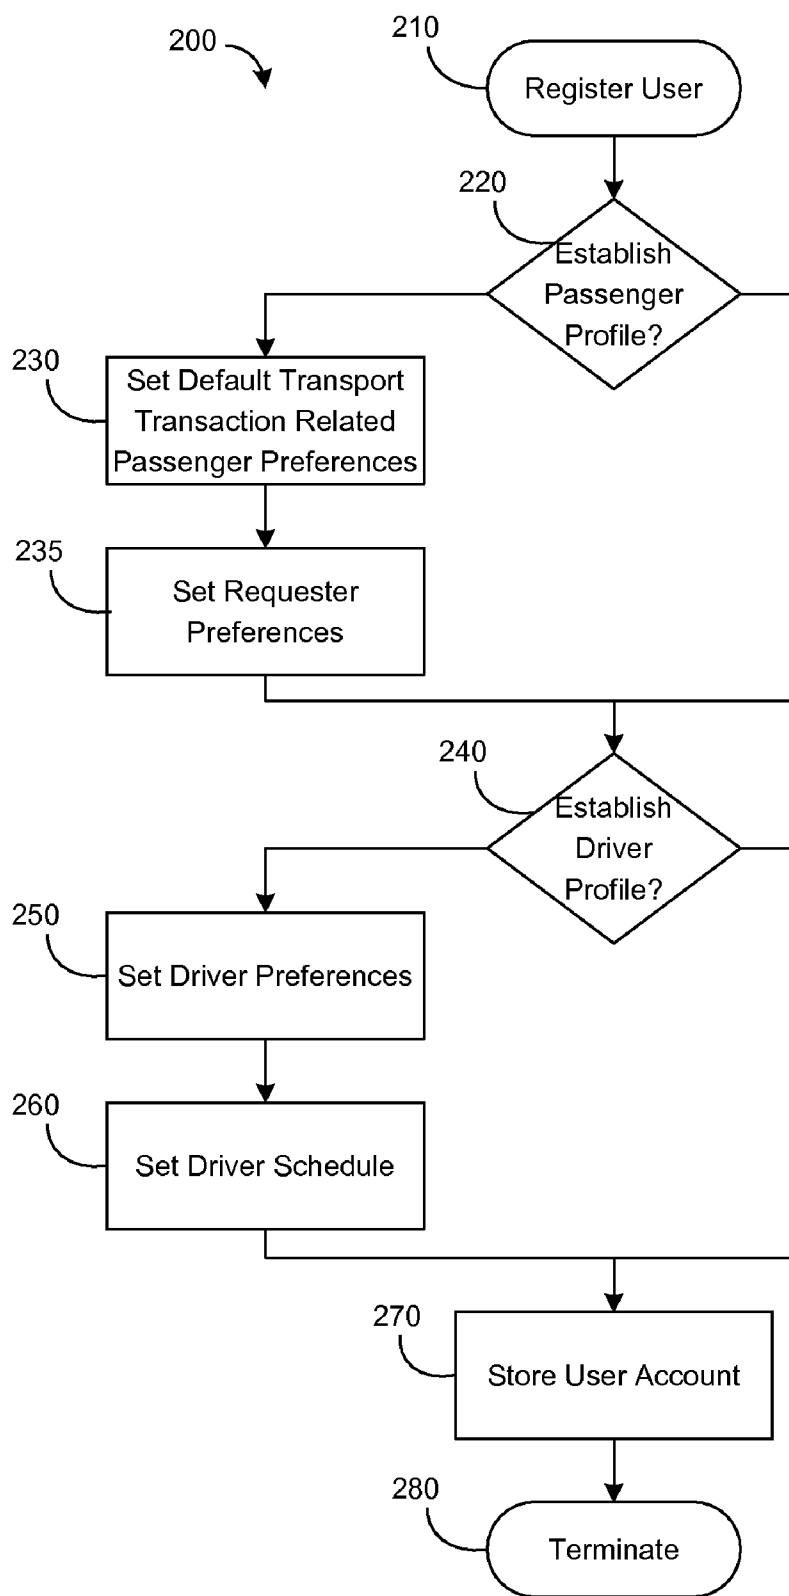 200
210
Register User
220
Establish
Passenger
Profile?
230
Set Default Transport
Transaction Related
Passenger Preferences
235
Set Requester
Preferences
240
Establish
Driver
Profile?
250
Set Driver Preferences
260
Set Driver Schedule
270
Store User Account
280
Terminate